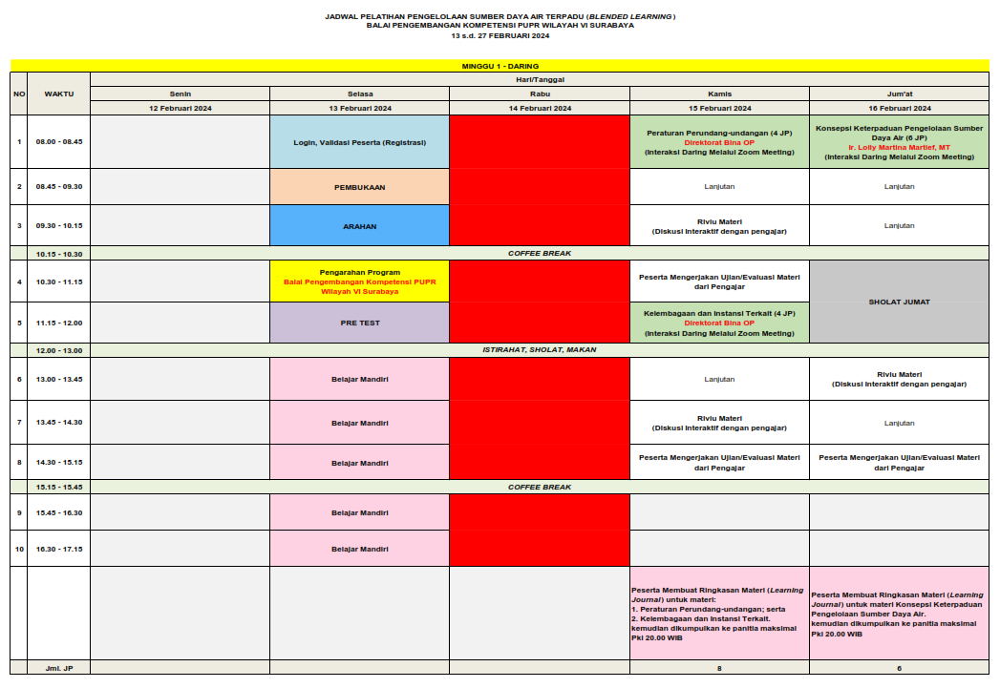 JADWAL PELATIHAN PENGELOLAAN SUMBER DAYA AIR TERPADU (BLENDED LEARNING)
BALAI PENGEMBANGAN KOMPETENSI PUPR WILAYAH VI SURABAYA
13 s.d. 27 FEBRUARI 2024
MINGGU 1 - DARING
NO WAKTU Hari/Tanggal
Senin Selasa Rabu Kamis Jum'at
12 Februari 2024 13 Februari 2024 14 Februari 2024 15 Februari 2024 16 Februari 2024
1 08.00 - 08.45 Login, Validasi Peserta (Registrasi)
Peraturan Perundang-undangan (4 JP)
Direktorat Bina OP
(Interaksi Daring Melalui Zoom Meeting)
Konsepsi Keterpaduan Pengelolaan Sumber
Daya Air (6 JP)
Ir. Lolly Martina Martief, MT
(Interaksi Daring Melalui Zoom Meeting)
2 08.45 - 09.30 PEMBUKAAN Lanjutan Lanjutan
3 09.30 - 10.15 ARAHAN
Riviu Materi
(Diskusi Interaktif dengan pengajar)
Lanjutan
10.15 - 10.30 COFFEE BREAK
4 10.30 - 11.15
Pengarahan Program
Balai Pengembangan Kompetensi PUPR
Wilayah VI Surabaya
Peserta Mengerjakan Ujian/Evaluasi Materi
dari Pengajar
SHOLAT JUMAT
5 11.15 - 12.00 PRE TEST
Kelembagaan dan Instansi Terkait (4 JP)
Direktorat Bina OP
(Interaksi Daring Melalui Zoom Meeting)
12.00 - 13.00 ISTIRAHAT, SHOLAT, MAKAN
6 13.00 - 13.45 Belajar Mandiri Lanjutan
Riviu Materi
(Diskusi Interaktif dengan pengajar)
7 13.45 - 14.30 Belajar Mandiri
Riviu Materi
(Diskusi Interaktif dengan pengajar)
Lanjutan
8 14.30 - 15.15 Belajar Mandiri
Peserta Mengerjakan Ujian/Evaluasi Materi
dari Pengajar
Peserta Mengerjakan Ujian/Evaluasi Materi
dari Pengajar
15.15 - 15.45 COFFEE BREAK
9 15.45 - 16.30 Belajar Mandiri
10 16.30 - 17.15 Belajar Mandiri
Peserta Membuat Ringkasan Materi (Learning
Journal) untuk materi:
1. Peraturan Perundang-undangan; serta
2. Kelembagaan dan Instansi Terkait.
kemudian dikumpulkan ke panitia maksimal
Pkl 20.00 WIB
Peserta Membuat Ringkasan Materi (Learning
Journal) untuk materi Konsepsi Keterpaduan
Pengelolaan Sumber Daya Air.
kemudian dikumpulkan ke panitia maksimal
Pkl 20.00 WIB
Jml. JP 8 6